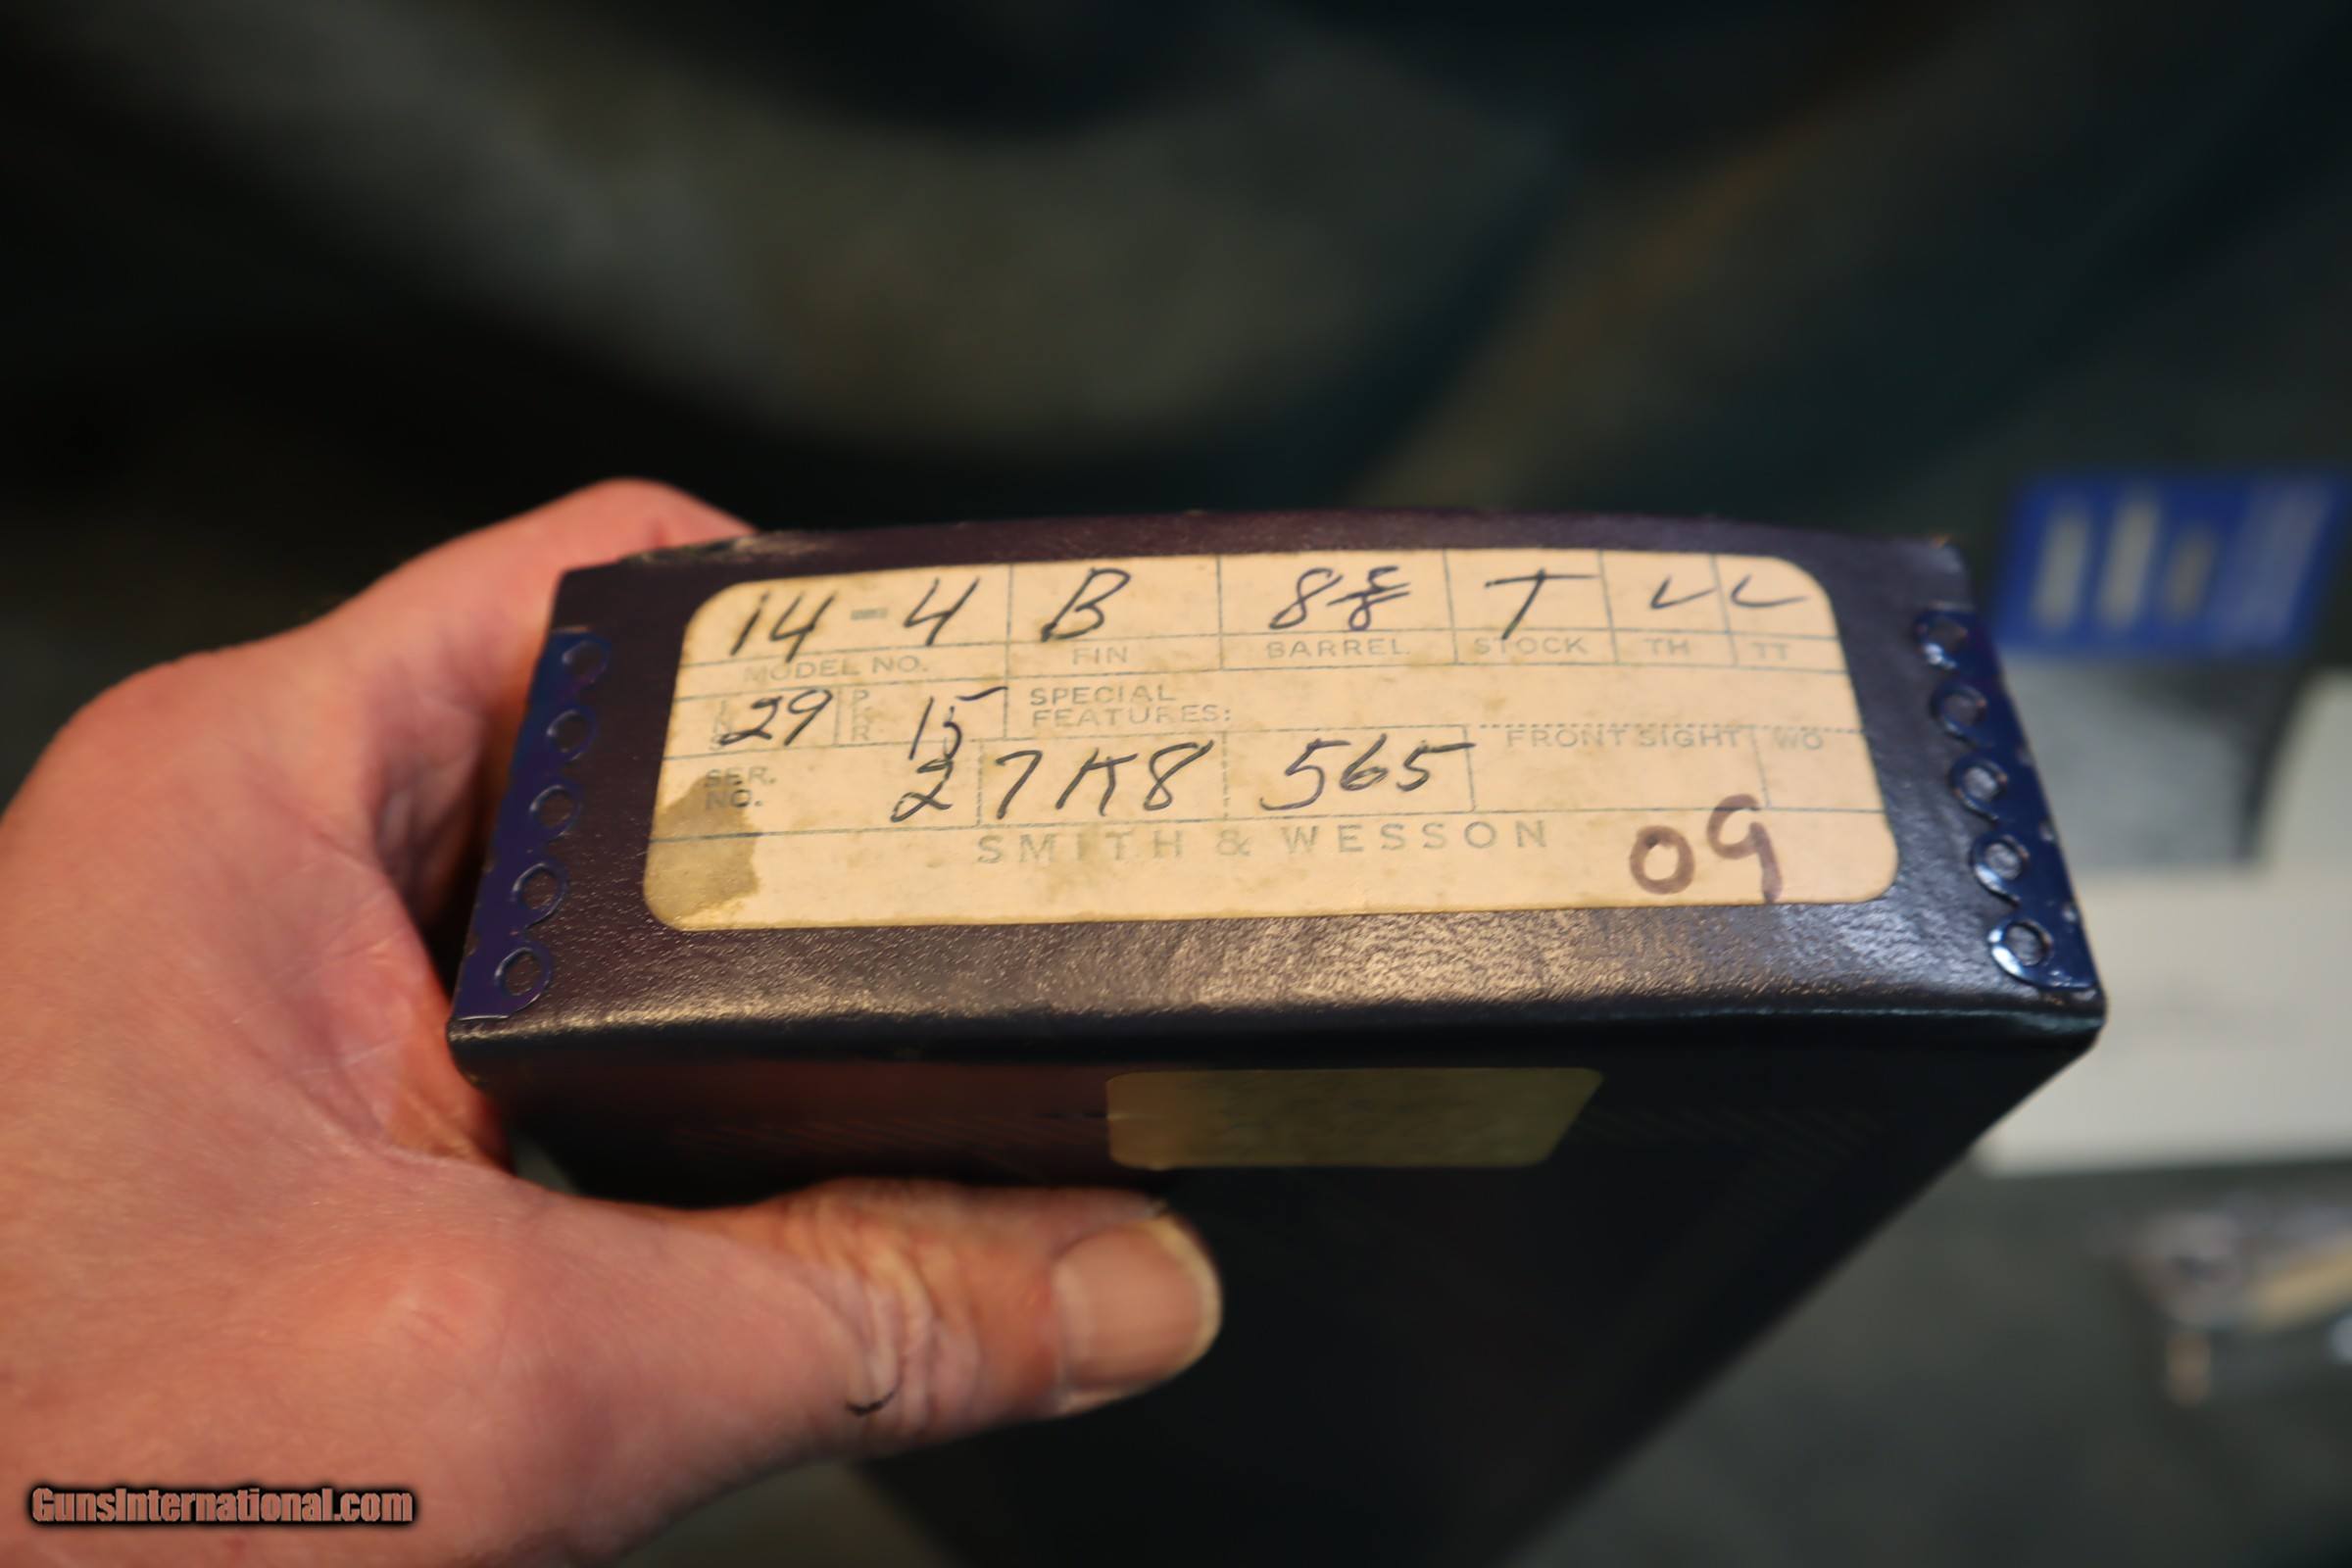 14-4 B 8 3/8 T L L
MODEL NO. FIN BARREL STOCK TH TT
29 15 SPECIAL
FEATURES:
FRONT SIGHT WO
SER.
NO. 27K8 565
SMITH & WESSON 09
GunsInternational.com